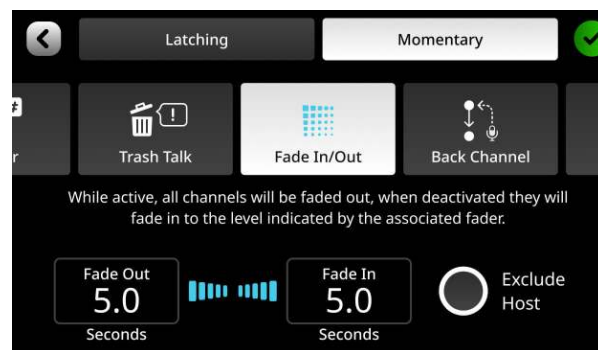 Latching
Momentary
#
r
!
Trash Talk
Fade In/Out
Back Channel
While active, all channels will be faded out, when deactivated they will
fade in to the level indicated by the associated fader.
Fade Out
5.0
Seconds
Fade In
5.0
Seconds
Exclude
Host